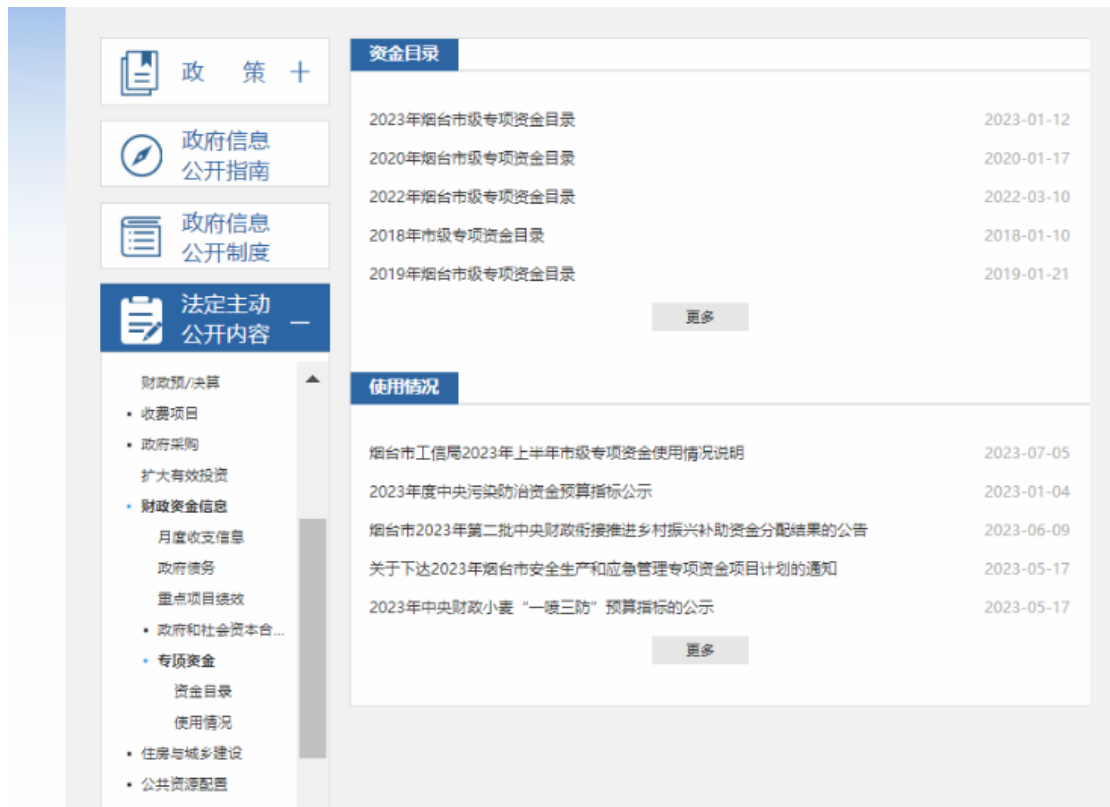 政 策
政府信息
公开指南
政府信息
公开制度
法定主动
公开内容
财政预/决算
收费项目
政府采购
扩大有效投资
财政资金信息
月度收支信息
政府债务
重点项目绩效
政府和社会资本合...
专项资金
资金目录
使用情况
住房与城乡建设
公共资源配置
资金目录
2023年烟台市级专项资金目录 2023-01-12
2020年烟台市级专项资金目录 2020-01-17
2022年烟台市级专项资金目录 2022-03-10
2018年市级专项资金目录 2018-01-10
2019年烟台市级专项资金目录 2019-01-21
更多
使用情况
烟台市工信局2023年上半年市级专项资金使用情况说明 2023-07-05
2023年度中央污染防治资金预算指标公示 2023-01-04
烟台市2023年第二批中央财政衔接推进乡村振兴补助资金分配结果的公告 2023-06-09
关于下达2023年烟台市安全生产和应急管理专项资金项目计划的通知 2023-05-17
2023年中央财政小麦“一喷三防”预算指标的公示 2023-05-17
更多